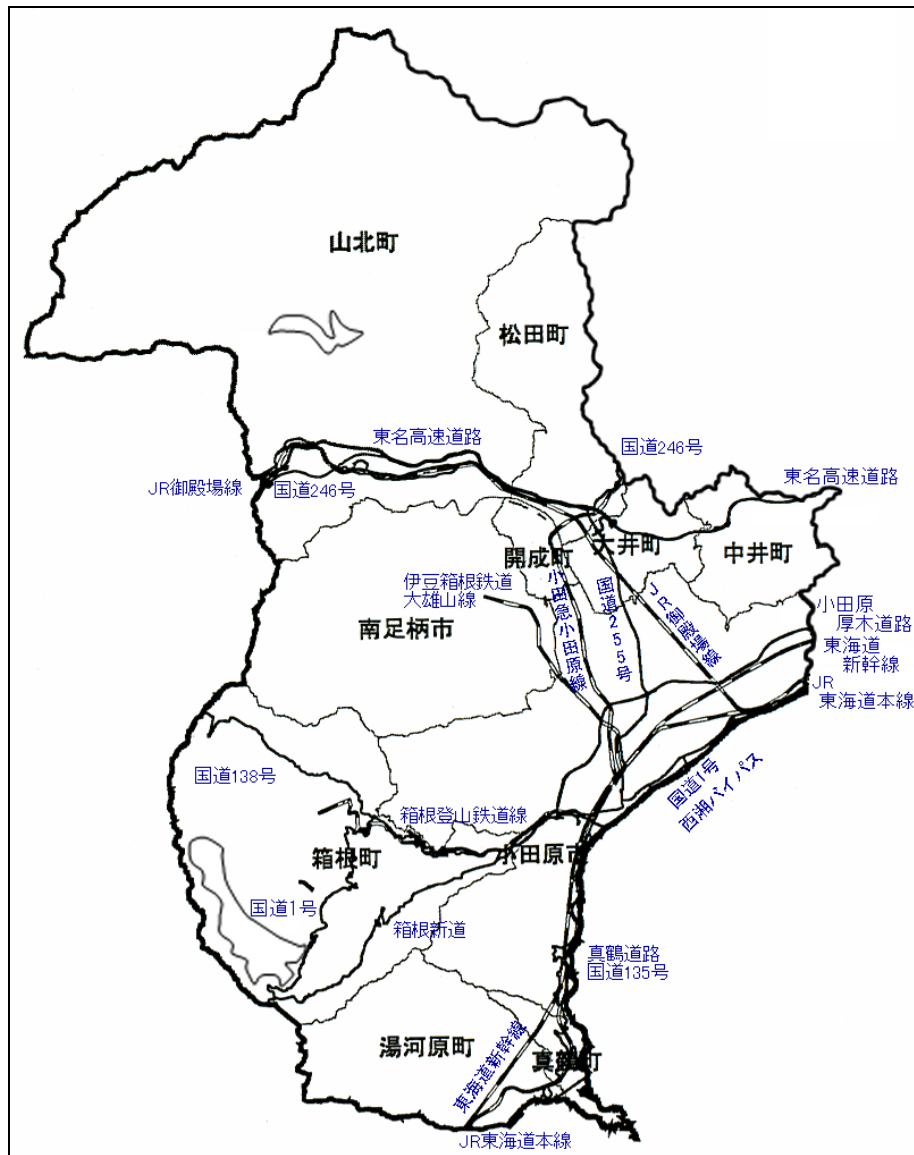 山北町
松田町
東名高速道路
国道246号
JR御殿場線
国道246号
東名高速道路
開成町
大井町
中井町
伊豆箱根鉄道
大雄山線
小田急小田原線
国道255号
JR御殿場線
南足柄市
小田原
厚木道路
東海道
新幹線
JR
東海道本線
国道138号
国道1号
西湘バイパス
箱根登山鉄道線
箱根町
小田原市
国道1号
箱根新道
真鶴道路
国道135号
湯河原町
東海道新幹線
真鶴町
JR東海道本線